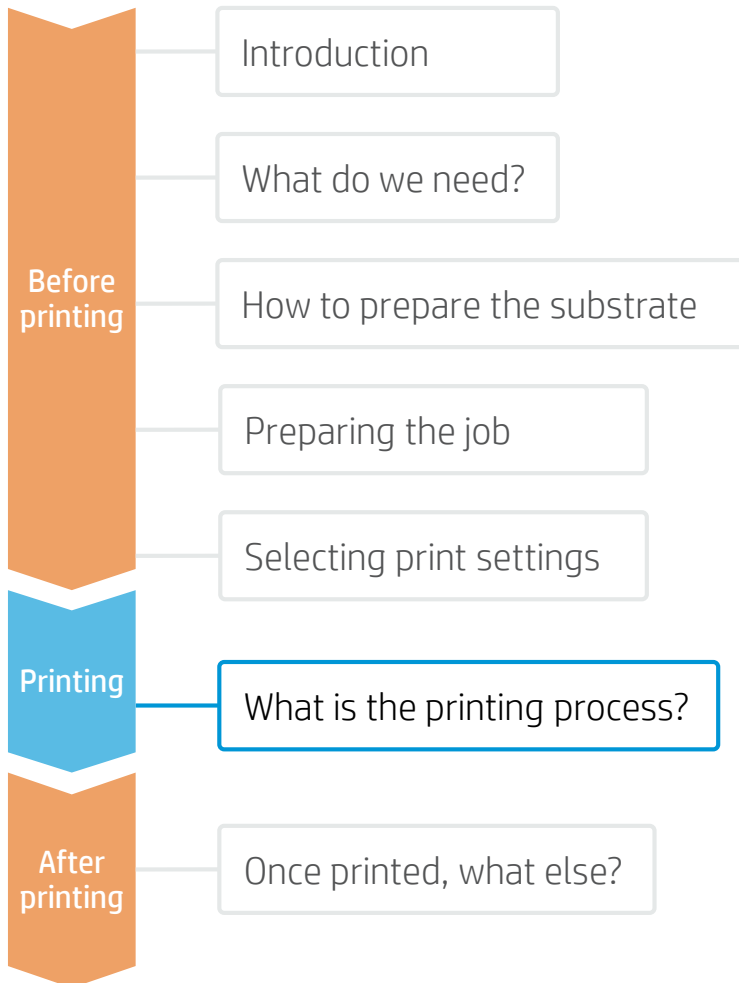 Introduction
What do we need?
Before
printing
How to prepare the substrate
Preparing the job
Selecting print settings
Printing
What is the printing process?
After
printing
Once printed, what else?